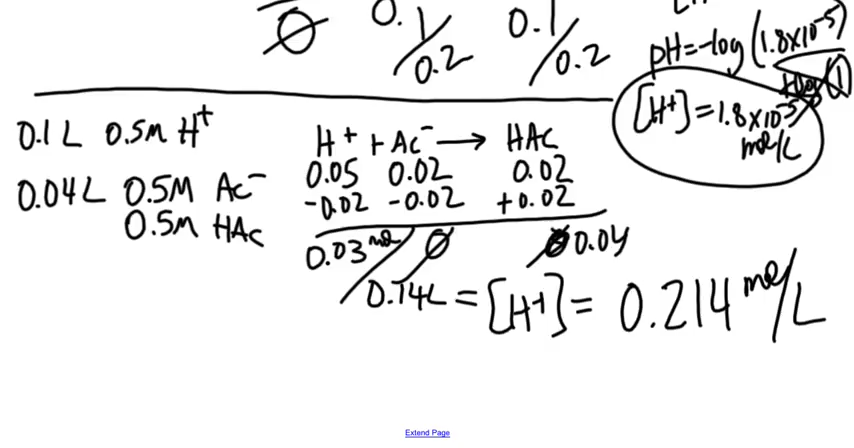 0.1/0.2 0.1/0.2
pH=-log(1.8x10⁻⁵)
[H⁺]=1.8x10⁻⁵
mol/L
0.1L 0.5M H⁺
H⁺ + Ac⁻ → HAc
0.04L 0.5M Ac⁻
0.05 0.02 0.02
-0.02 -0.02 +0.02
0.5M HAc
0.03 mol Ø 0.04
0.14L = [H⁺] = 0.214 mol/L
Extend Page